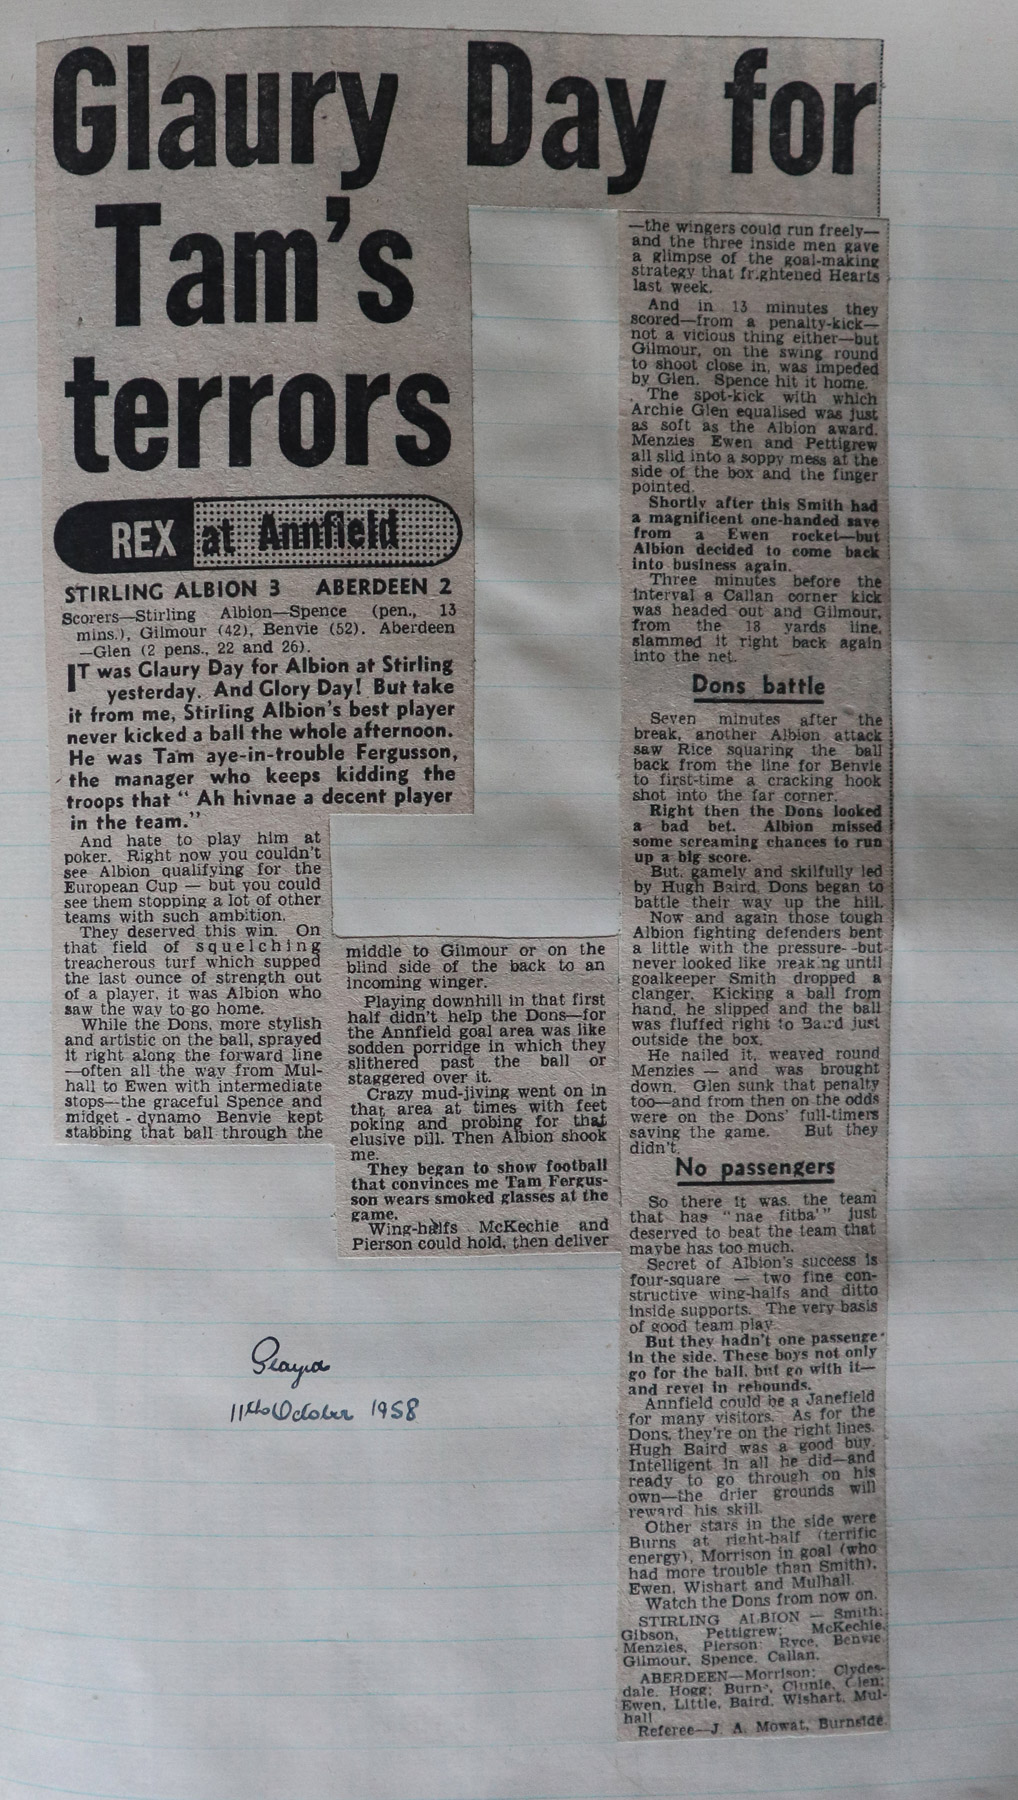 Glaury Day for
Tam's
terrors
REX at Annfield
STIRLING ALBION 3 ABERDEEN 2
Scorers—Stirling Albion—Spence (pen., 13
mins.), Gilmour (42), Benvie (52). Aberdeen
—Glen (2 pens., 22 and 26).
IT was Glaury Day for Albion at Stirling
yesterday. And Glory Day! But take
it from me, Stirling Albion's best player
never kicked a ball the whole afternoon.
He was Tam aye-in-trouble Fergusson,
the manager who keeps kidding the
troops that " Ah hivnae a decent player
in the team."
And hate to play him at
poker. Right now you couldn't
see Albion qualifying for the
European Cup — but you could
see them stopping a lot of other
teams with such ambition.
They deserved this win. On
that field of squelching
treacherous turf which supped
the last ounce of strength out
of a player, it was Albion who
saw the way to go home.
While the Dons, more stylish
and artistic on the ball, sprayed
it right along the forward line
—often all the way from Mul-
hall to Ewen with intermediate
stops—the graceful Spence and
midget - dynamo Benvie kept
stabbing that ball through the
middle to Gilmour or on the
blind side of the back to an
incoming winger.
Playing downhill in that first
half didn't help the Dons—for
the Annfield goal area was like
sodden porridge in which they
slithered past the ball or
staggered over it.
Crazy mud-jiving went on in
that area at times with feet
poking and probing for that
elusive pill. Then Albion shook
me.
They began to show football
that convinces me Tam Fergus-
son wears smoked glasses at the
game.
Wing-halfs McKechie and
Pierson could hold, then deliver
—the wingers could run freely—
and the three inside men gave
a glimpse of the goal-making
strategy that frightened Hearts
last week.
And in 13 minutes they
scored—from a penalty-kick—
not a vicious thing either—but
Gilmour, on the swing round
to shoot close in, was impeded
by Glen. Spence hit it home.
The spot-kick with which
Archie Glen equalised was just
as soft as the Albion award.
Menzies Ewen and Pettigrew
all slid into a soppy mess at the
side of the box and the finger
pointed.
Shortly after this Smith had
a magnificent one-handed save
from a Ewen rocket—but
Albion decided to come back
into business again.
Three minutes before the
interval a Callan corner kick
was headed out and Gilmour,
from the 18 yards line,
slammed it right back again
into the net.
Dons battle
Seven minutes after the
break, another Albion attack
saw Rice squaring the ball
back from the line for Benvie
to first-time a cracking hook
shot into the far corner.
Right then the Dons looked
a bad bet. Albion missed
some screaming chances to run
up a big score.
But, gamely and skilfully led
by Hugh Baird, Dons began to
battle their way up the hill.
Now and again those tough
Albion fighting defenders bent
a little with the pressure--but
never looked like breaking until
goalkeeper Smith dropped a
clanger. Kicking a ball from
hand, he slipped and the ball
was fluffed right to Baird just
outside the box.
He nailed it, weaved round
Menzies — and was brought
down. Glen sunk that penalty
too—and from then on the odds
were on the Dons' full-timers
saving the game. But they
didn't.
No passengers
So there it was, the team
that has "nae fitba'" just
deserved to beat the team that
maybe has too much.
Secret of Albion's success is
four-square — two fine con-
structive wing-halfs and ditto
inside supports. The very basis
of good team play.
But they hadn't one passenge
in the side. These boys not only
go for the ball, but go with it—
and revel in rebounds.
Annfield could be a Janefield
for many visitors. As for the
Dons, they're on the right lines.
Hugh Baird was a good buy.
Intelligent in all he did—and
ready to go through on his
own—the drier grounds will
reward his skill.
Other stars in the side were
Burns at right-half (terrific
energy), Morrison in goal (who
had more trouble than Smith),
Ewen, Wishart and Mulhall.
Watch the Dons from now on.
STIRLING ALBION — Smith;
Gibson, Pettigrew; McKechie,
Menzies, Pierson; Ryce, Benvie
Gilmour, Spence, Callan.
ABERDEEN—Morrison; Clydes-
dale, Hogg; Burns, Clunie, Glen;
Ewen, Little, Baird, Wishart, Mul-
hall
Referee—J. A. Mowat, Burnside.
Played
11th October 1958